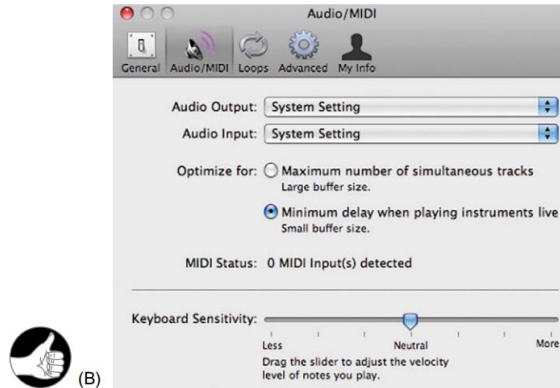 Audio/MIDI
General Audio/MIDI Loops Advanced My Info
Audio Output: System Setting
Audio Input: System Setting
Optimize for: Maximum number of simultaneous tracks
Large buffer size.
Minimum delay when playing instruments live
Small buffer size.
MIDI Status: 0 MIDI Input(s) detected
Keyboard Sensitivity:
Less Neutral More
Drag the slider to adjust the velocity
level of notes you play.
(B)